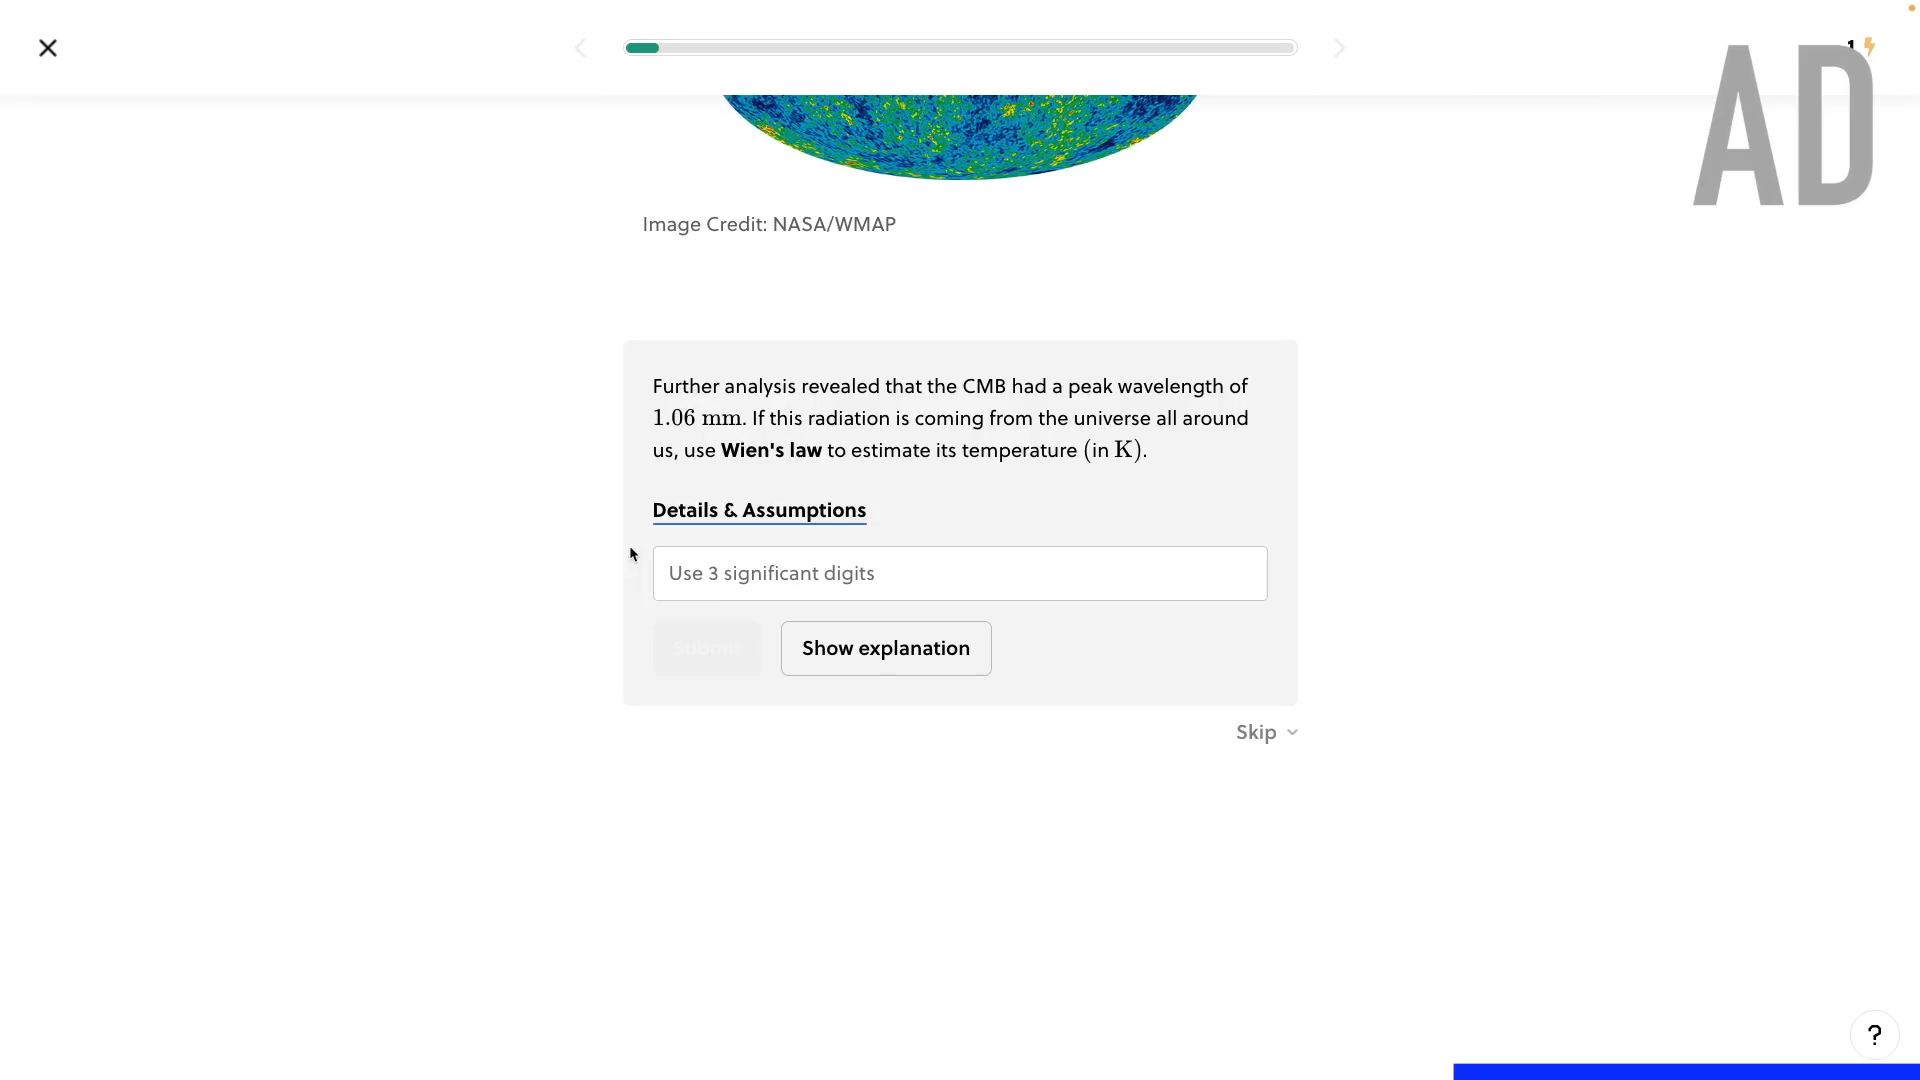 1
AD
Image Credit: NASA/WMAP
Further analysis revealed that the CMB had a peak wavelength of
1.06 mm. If this radiation is coming from the universe all around
us, use Wien's law to estimate its temperature (in K).
Details & Assumptions
Use 3 significant digits
Submit
Show explanation
Skip
?